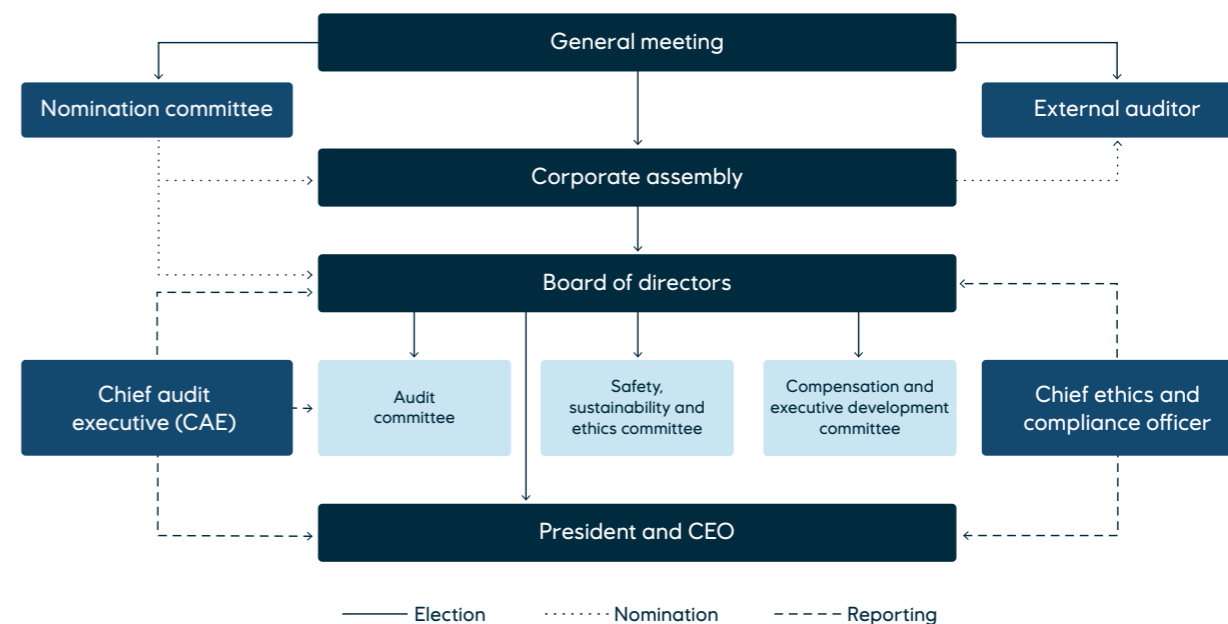 General meeting
Nomination committee
External auditor
Corporate assembly
Board of directors
Chief audit
executive (CAE)
Audit
committee
Safety,
sustainability and
ethics committee
Compensation and
executive development
committee
Chief ethics and
compliance officer
President and CEO
Election
Nomination
Reporting